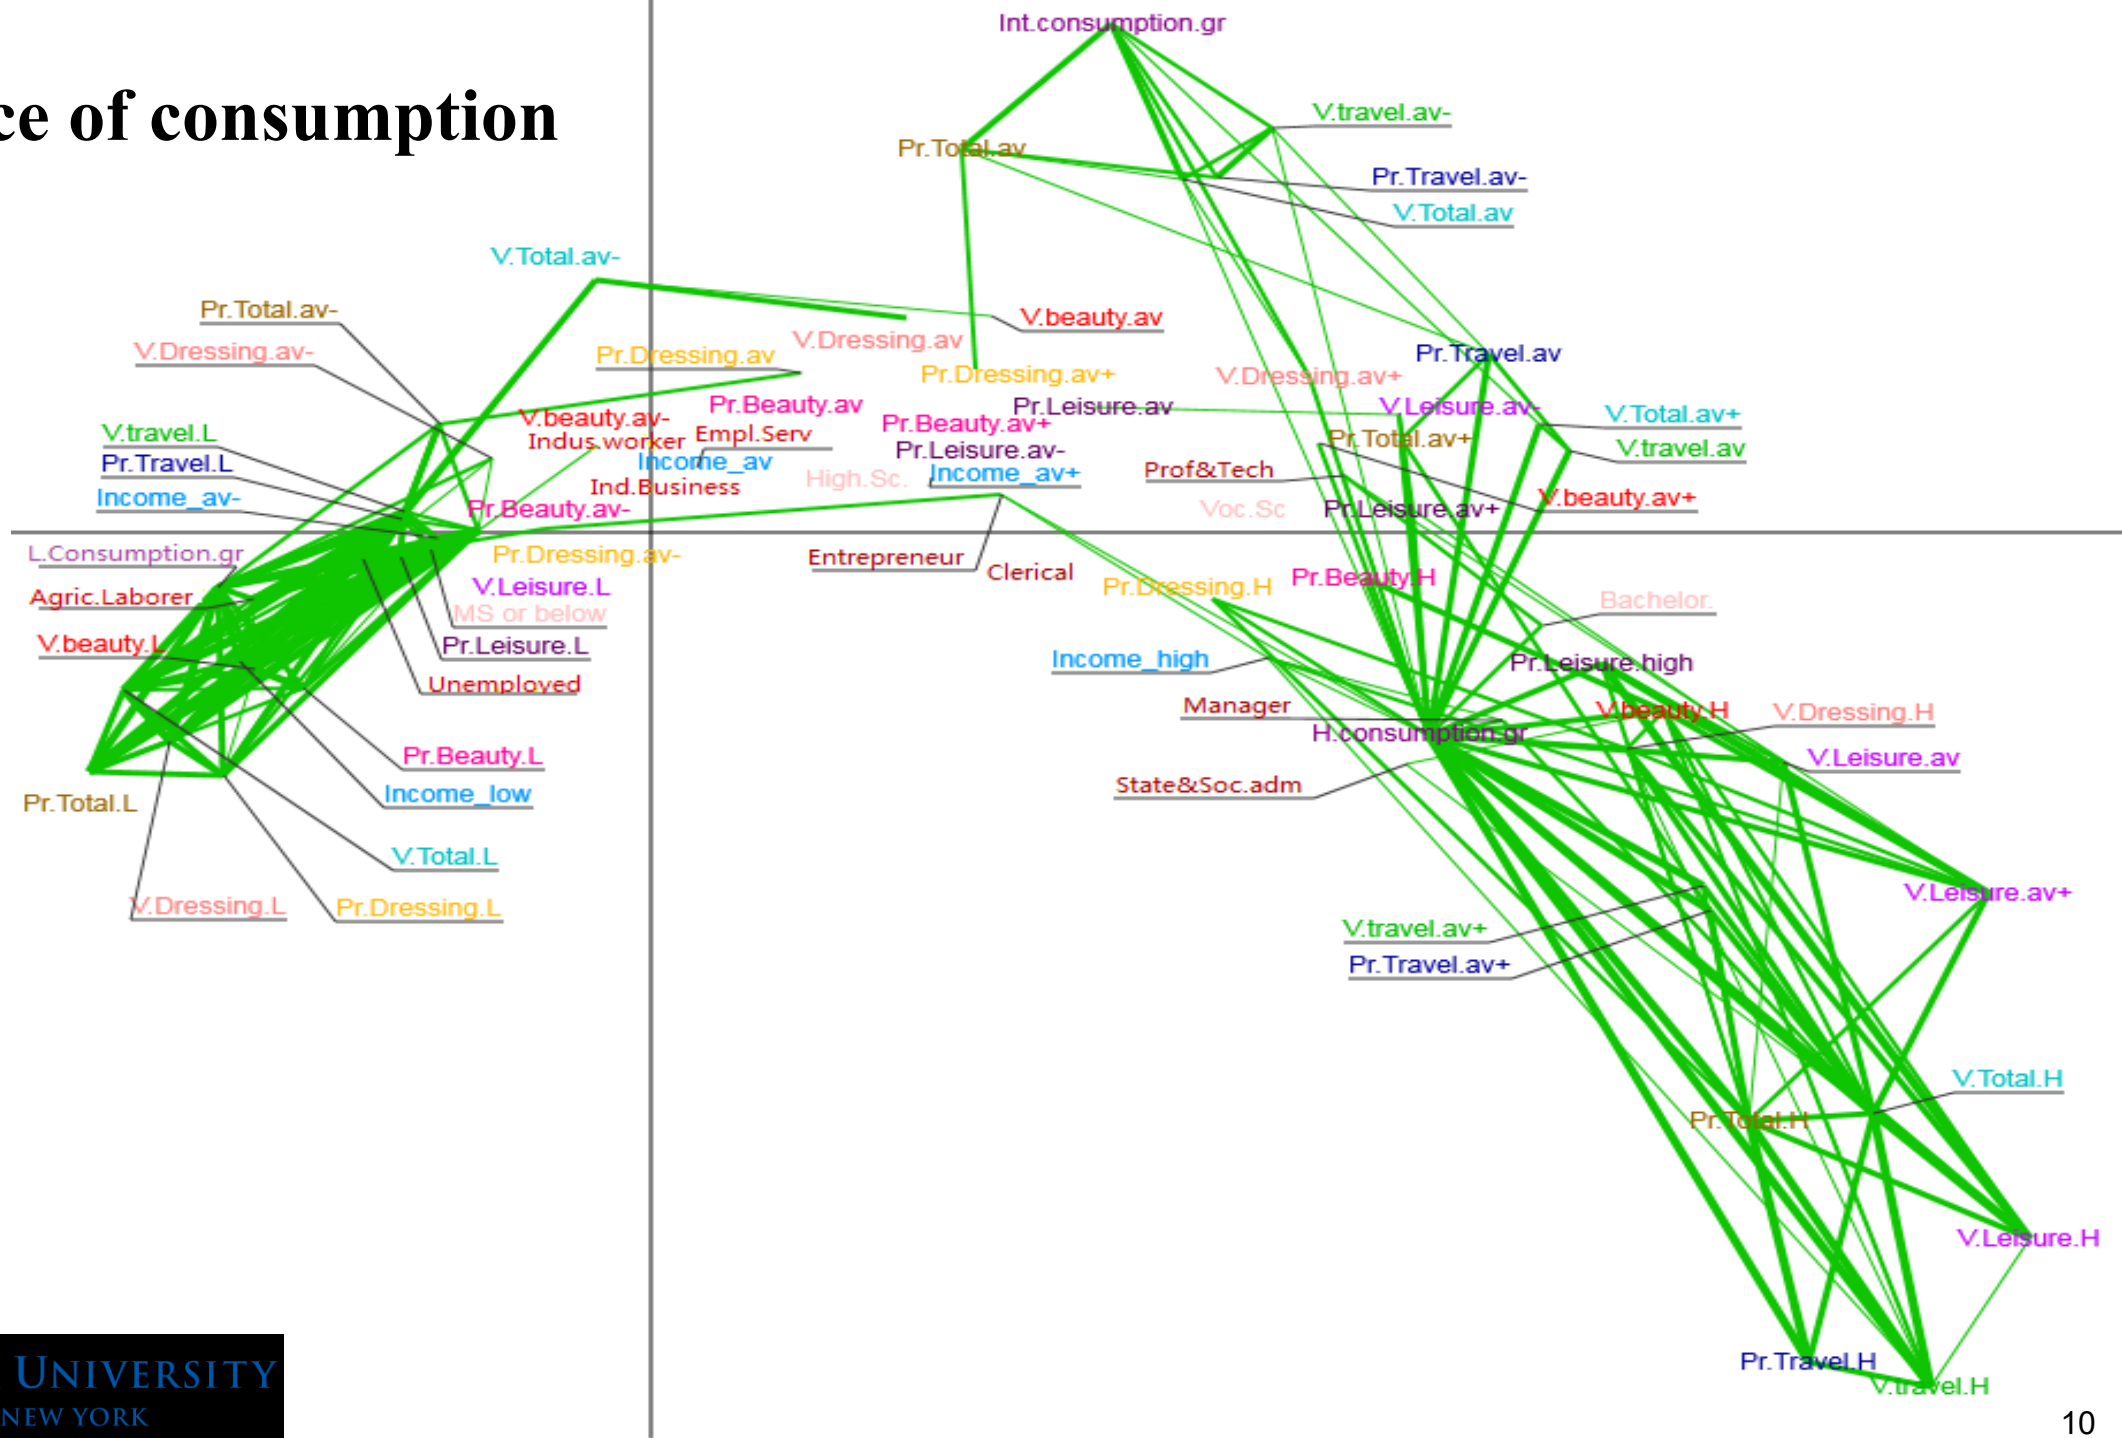 Int.consumption.gr
ce of consumption
V.travel.av-
Pr.Total.av
Pr.Travel.av-
V.Total.av
V.Total.av-
Pr.Total.av-
V.beauty.av
V.Dressing.av
V.Dressing.av-
Pr.Dressing.av
Pr.Travel.av
Pr.Dressing.av+
V.Dressing.av+
Pr.Beauty.av
Pr.Leisure.av
V.Leisure.av-
V.Total.av+
V.beauty.av-
Pr.Beauty.av+
V.travel.L
Indus.worker
Empl.Serv
Pr.Total.av+
V.travel.av
Pr.Leisure.av-
Pr.Travel.L
Income_av
Income_av+
Prof&Tech
High.Sc.
Ind.Business
Income_av-
V.beauty.av+
Pr.Beauty.av-
Voc.Sc
Pr.Leisure.av+
L.Consumption.gr
Pr.Dressing.av-
Entrepreneur
Clerical
V.Leisure.L
Pr.Dressing.H
Pr.Beauty.H
Agric.Laborer
MS or below
Bachelor.
V.beauty.L
Pr.Leisure.L
Income_high
Pr.Leisure.high
Unemployed
Manager
V.beauty.H
V.Dressing.H
H.consumption.gr
Pr.Beauty.L
V.Leisure.av
State&Soc.adm
Income_low
Pr.Total.L
V.Total.L
V.Leisure.av+
V.Dressing.L
Pr.Dressing.L
V.travel.av+
Pr.Travel.av+
V.Total.H
Pr.Total.H
V.Leisure.H
Pr.Travel.H
V.travel.H
UNIVERSITY
NEW YORK
10